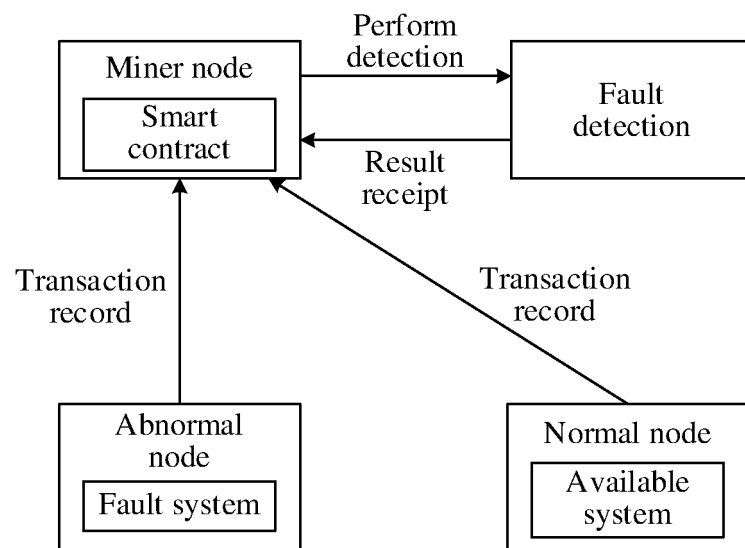 Miner node
Smart
contract
Perform
detection
Fault
detection
Result
receipt
Transaction
record
Transaction
record
Abnormal
node
Fault system
Normal node
Available
system